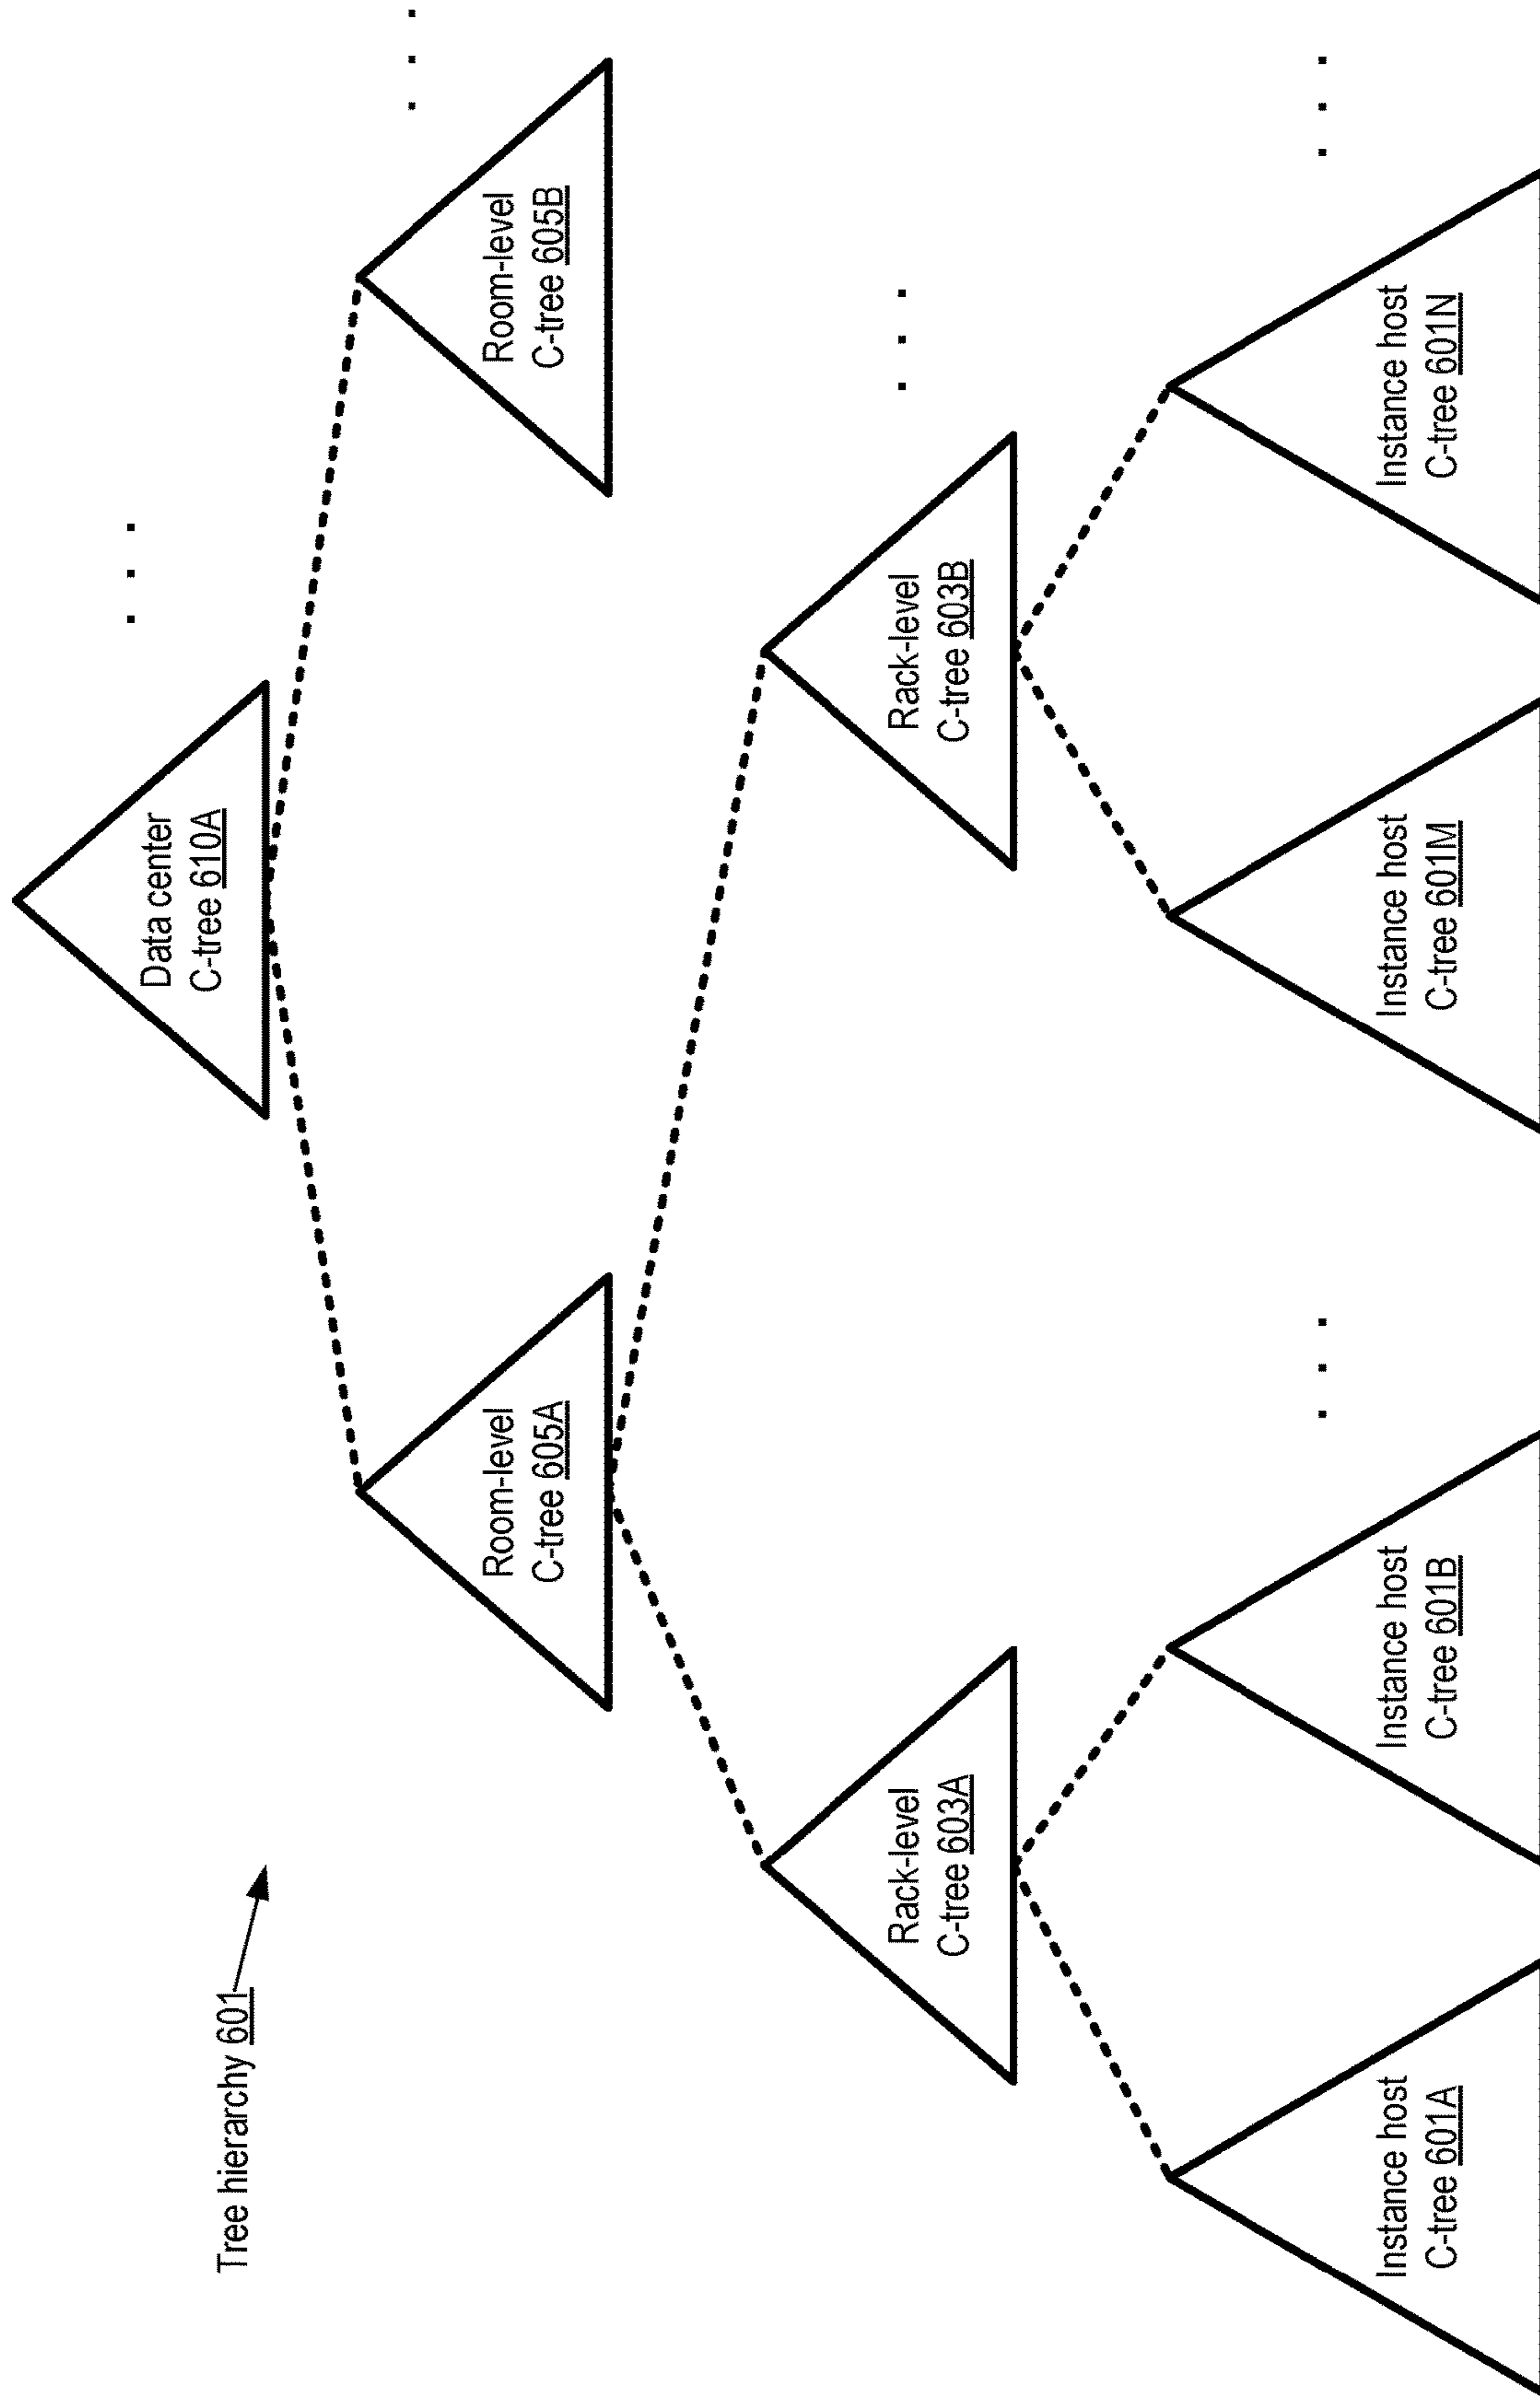 Tree hierarchy 601
Data center
C-tree 610A
. . .
Room-level
C-tree 605A
Room-level
C-tree 605B
. . .
Rack-level
C-tree 603A
Rack-level
C-tree 603B
. . .
Instance host
C-tree 601A
Instance host
C-tree 601B
. . .
Instance host
C-tree 601M
Instance host
C-tree 601N
. . .